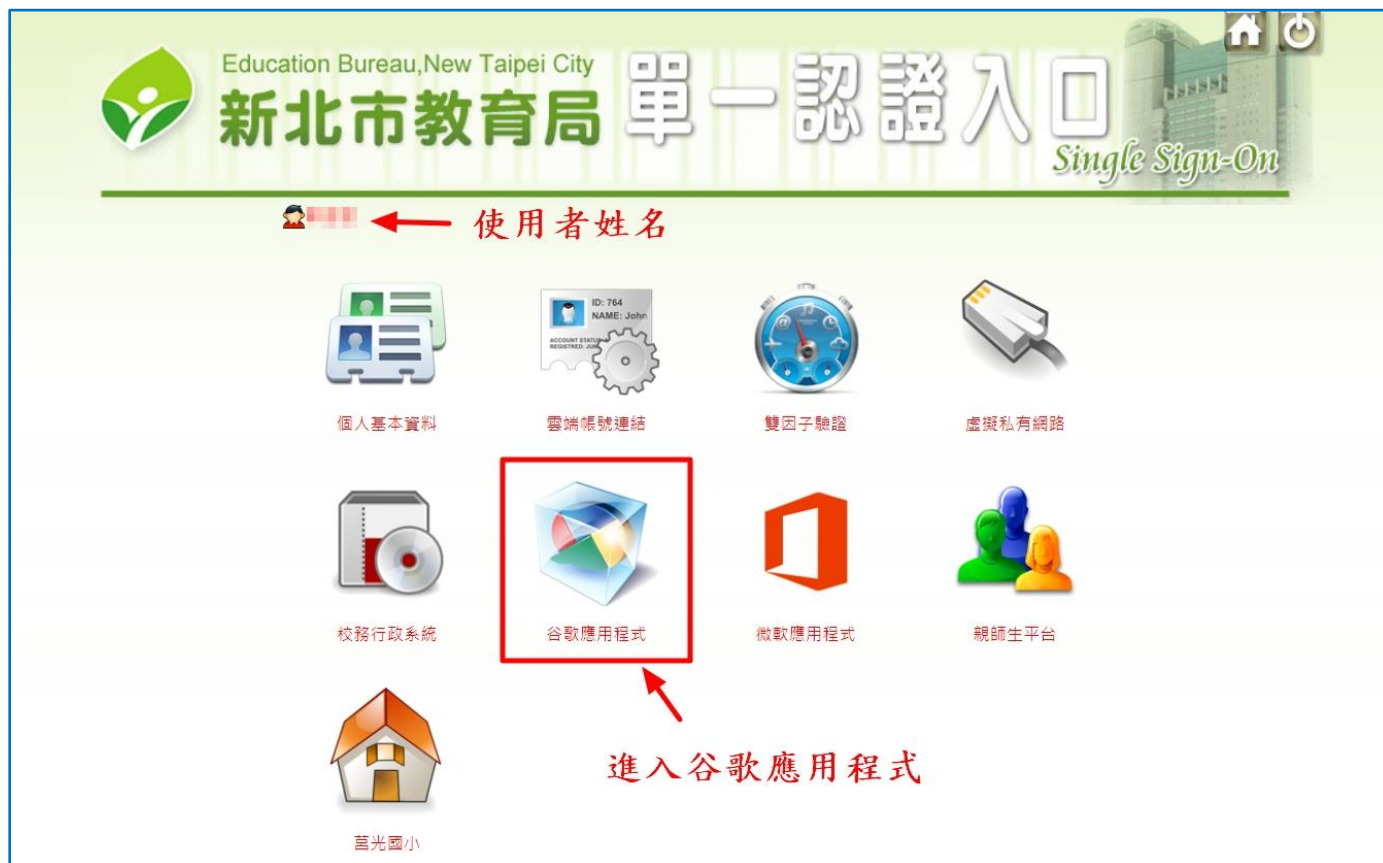 Education Bureau,New Taipei City
新北市教育局
單一認證入口
Single Sign-On
使用者姓名
ID: 764
NAME: John
個人基本資料
雲端帳號連結
雙因子驗證
虛擬私有網路
校務行政系統
谷歌應用程式
微軟應用程式
親師生平台
進入谷歌應用程式
莒光國小